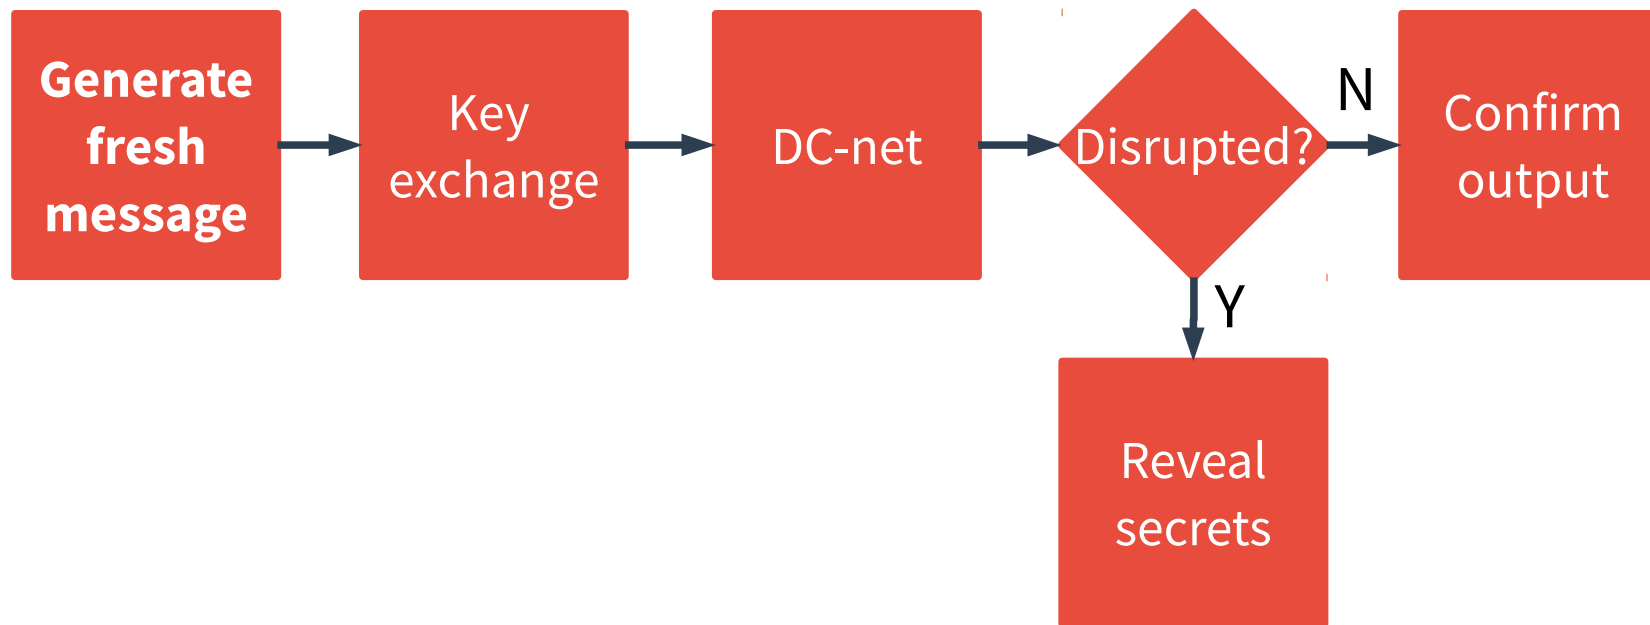 Generate
fresh
message
Key
exchange
DC-net
Disrupted?
N
Confirm
output
Y
Reveal
secrets